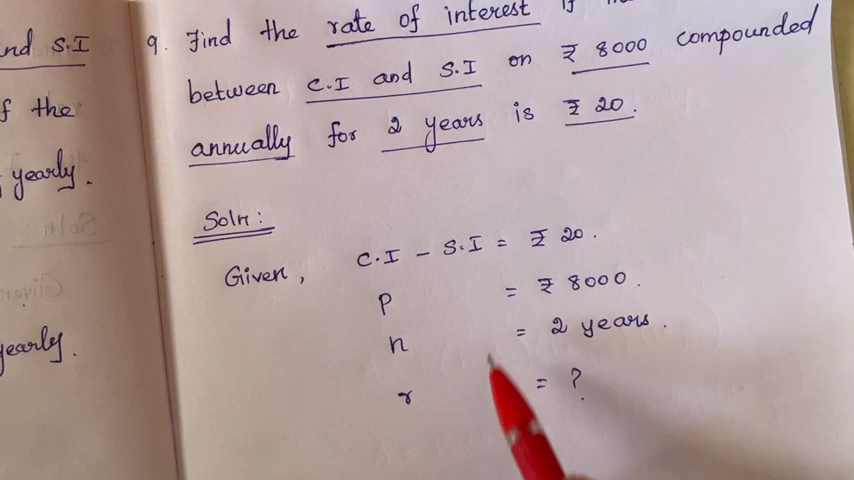 nd S.I
f the
yearly.
yearly.
9. Find the rate of interest if
between C.I and S.I on ₹ 8000 compounded
annually for 2 years is ₹ 20.
Soln:
Given, C.I - S.I = ₹ 20.
P = ₹ 8000.
n = 2 years.
r = ?